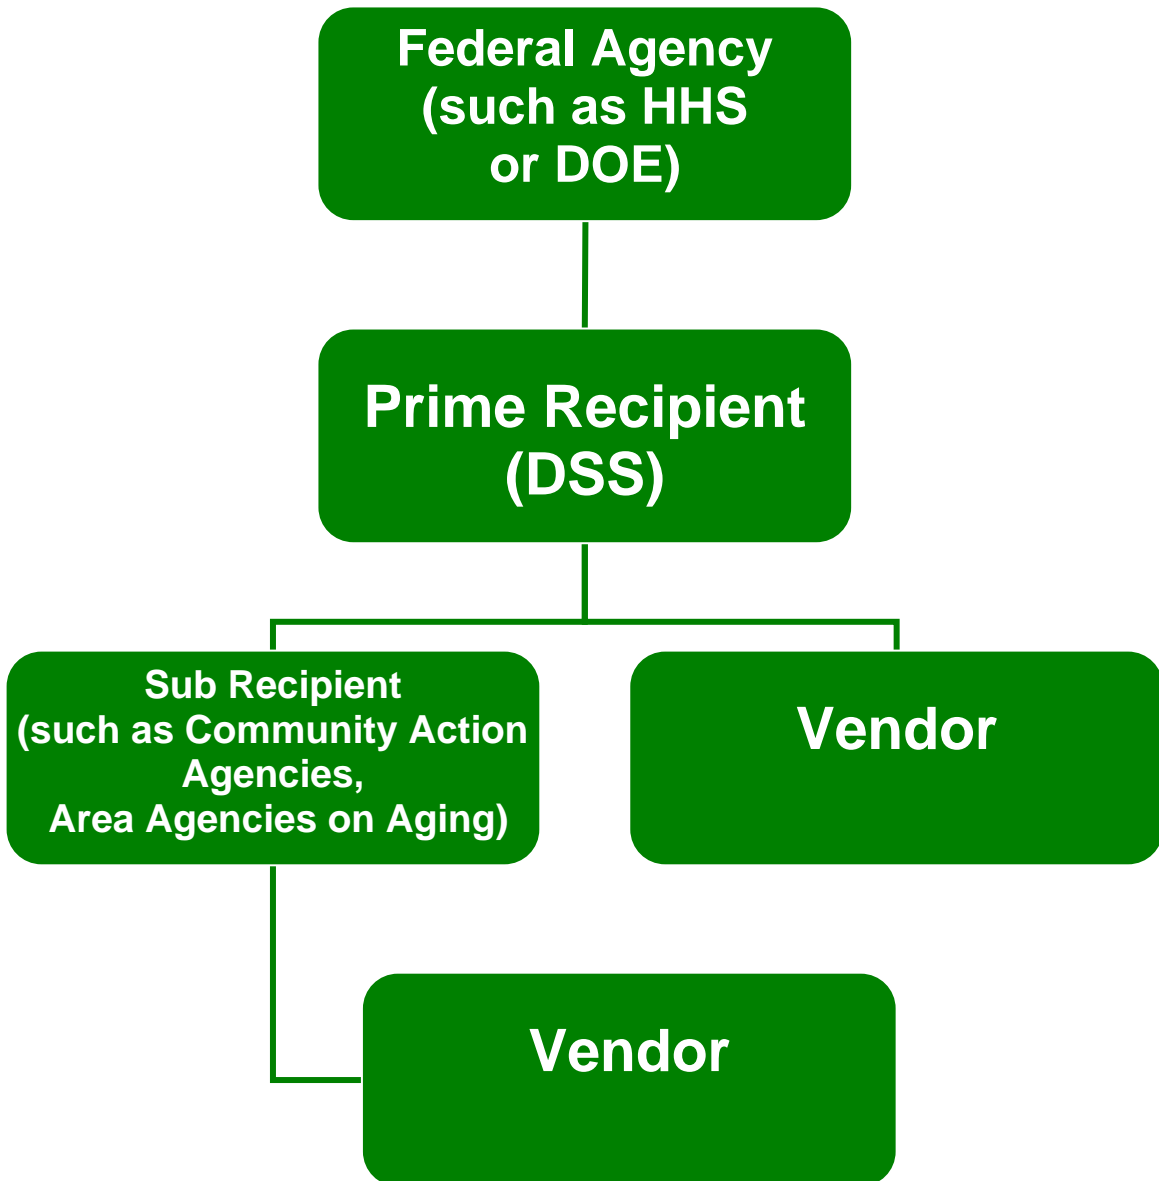 Federal Agency
(such as HHS
or DOE)
Prime Recipient
(DSS)
Sub Recipient
(such as Community Action
Agencies,
Area Agencies on Aging)
Vendor
Vendor